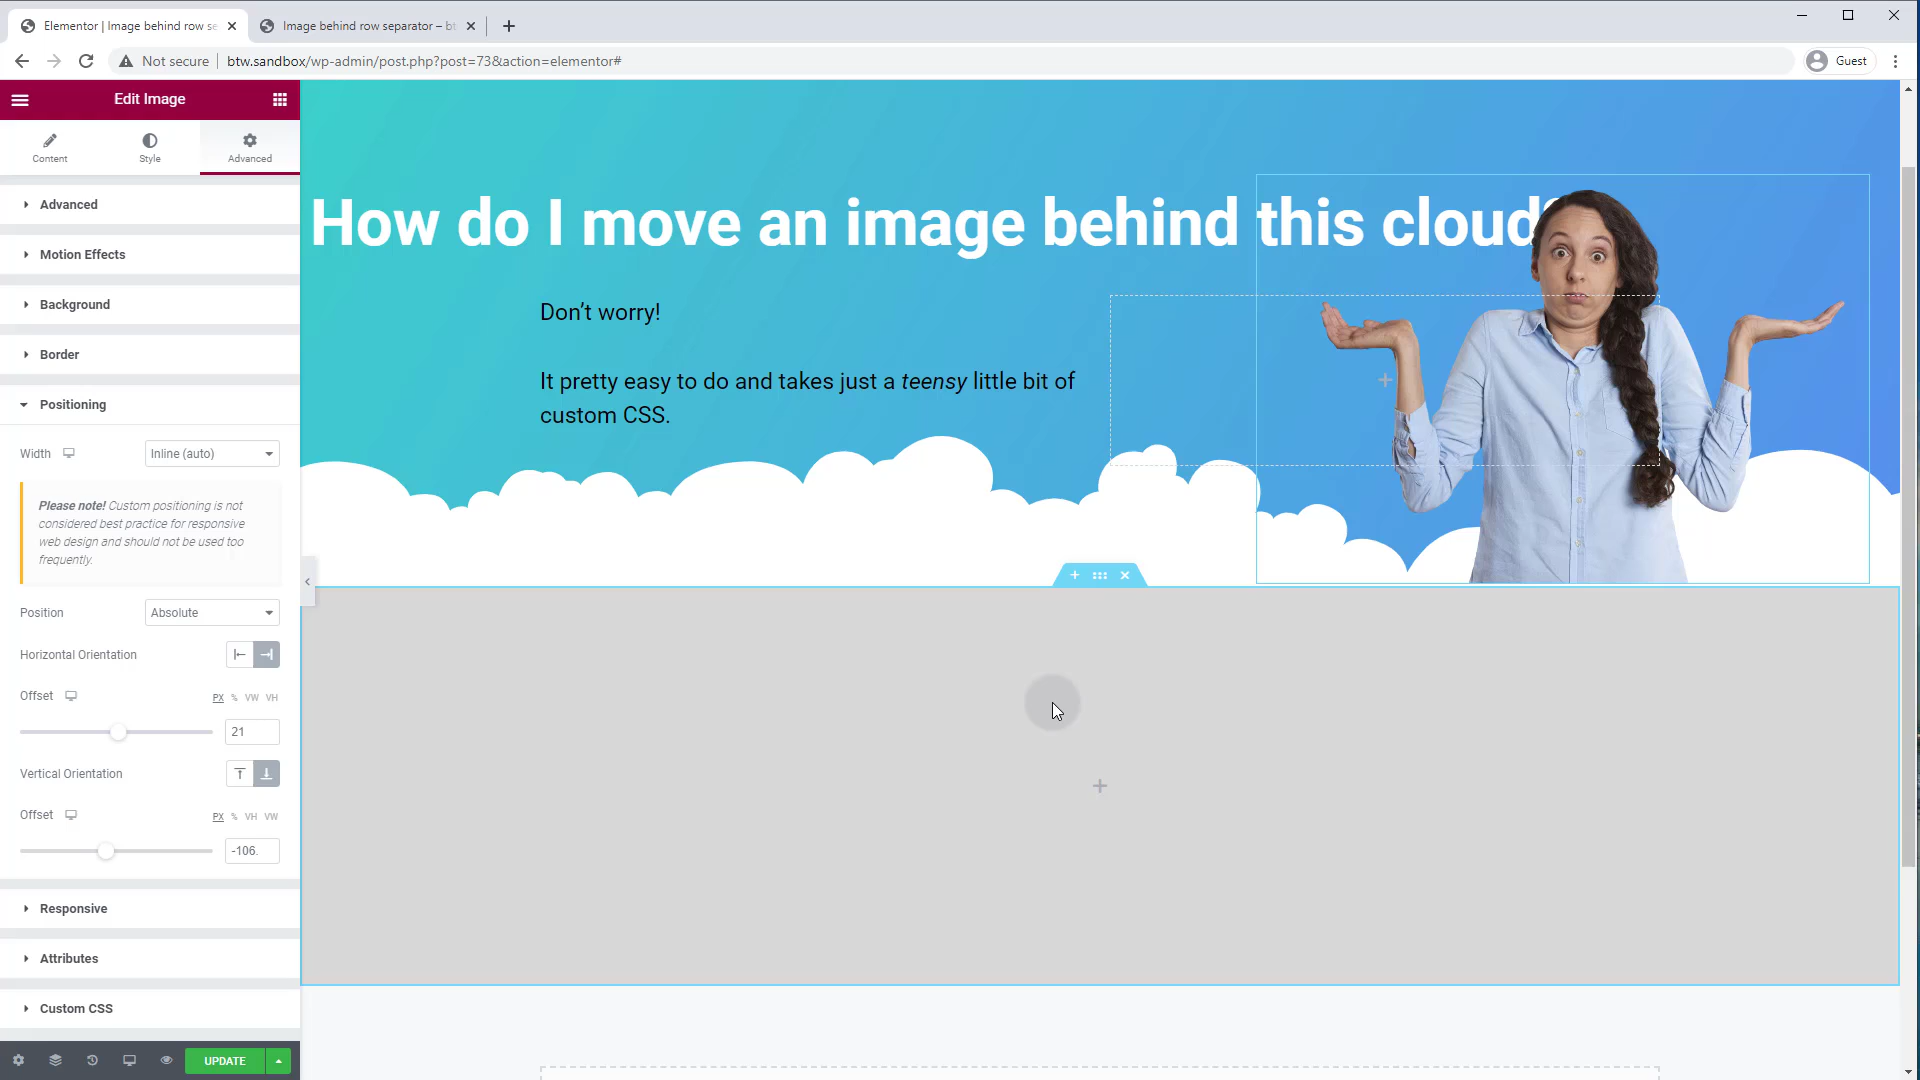 Elementor | Image behind row se
Image behind row separator – bt
Not secure
btw.sandbox/wp-admin/post.php?post=73&action=elementor#
Guest
Edit Image
Content
Style
Advanced
Advanced
Motion Effects
Background
Border
Positioning
Width
Inline (auto)
Please note! Custom positioning is not
considered best practice for responsive
web design and should not be used too
frequently.
Position
Absolute
Horizontal Orientation
Offset
PX % VW VH
21
Vertical Orientation
Offset
PX % VH VW
-106.
Responsive
Attributes
Custom CSS
UPDATE
How do I move an image behind this cloud?
Don’t worry!
It pretty easy to do and takes just a teensy little bit of
custom CSS.